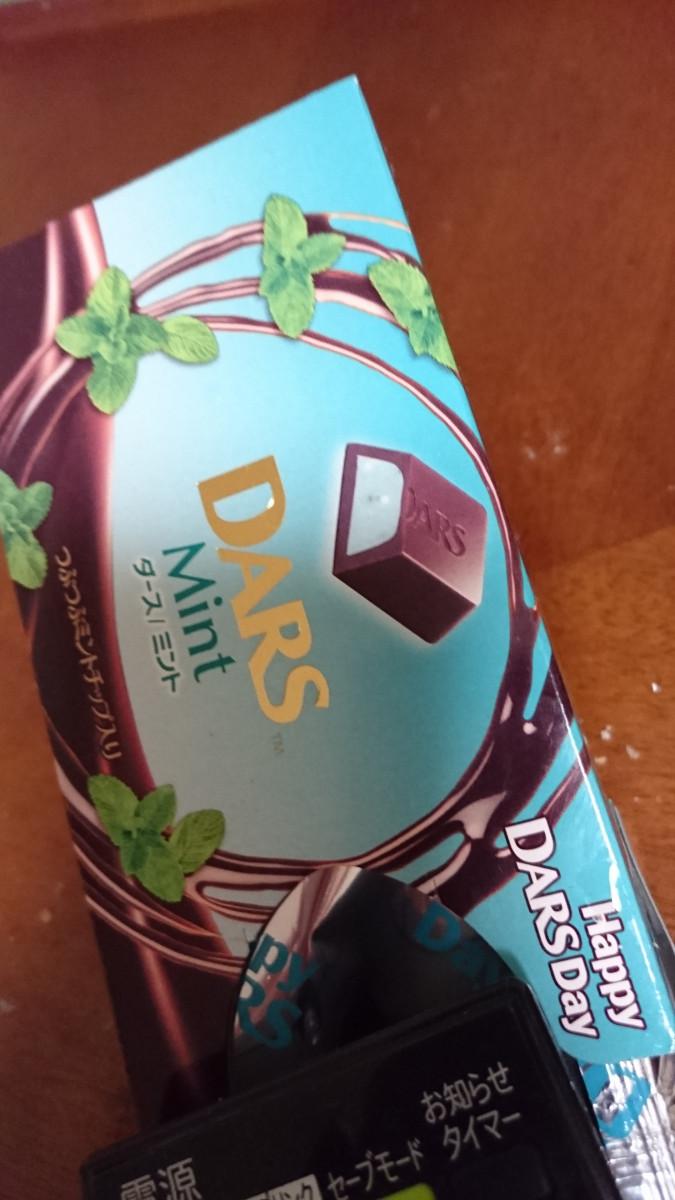 DARS™
Mint
ダース/ミント
つぶつぶミントチップ入り
DARS
Happy
DARS Day
お知らせ
タイマー
セーブモード
電源